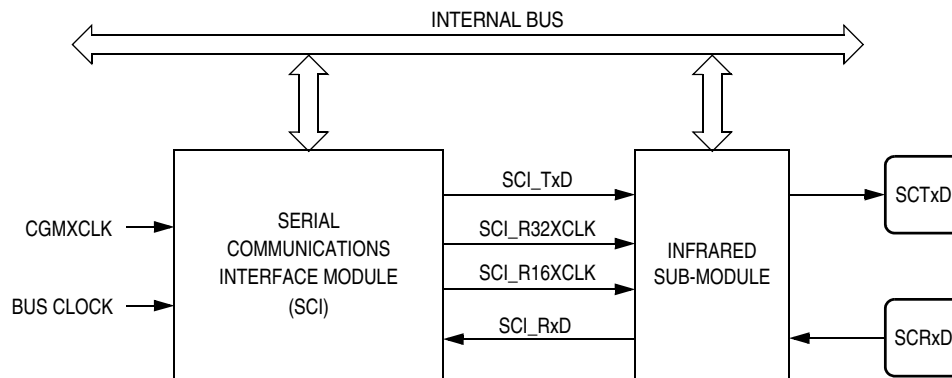 INTERNAL BUS
SCI_TxD
SCTxD
CGMXCLK
SERIAL
COMMUNICATIONS
INTERFACE MODULE
(SCI)
SCI_R32XCLK
INFRARED
SUB-MODULE
SCI_R16XCLK
BUS CLOCK
SCI_RxD
SCRxD